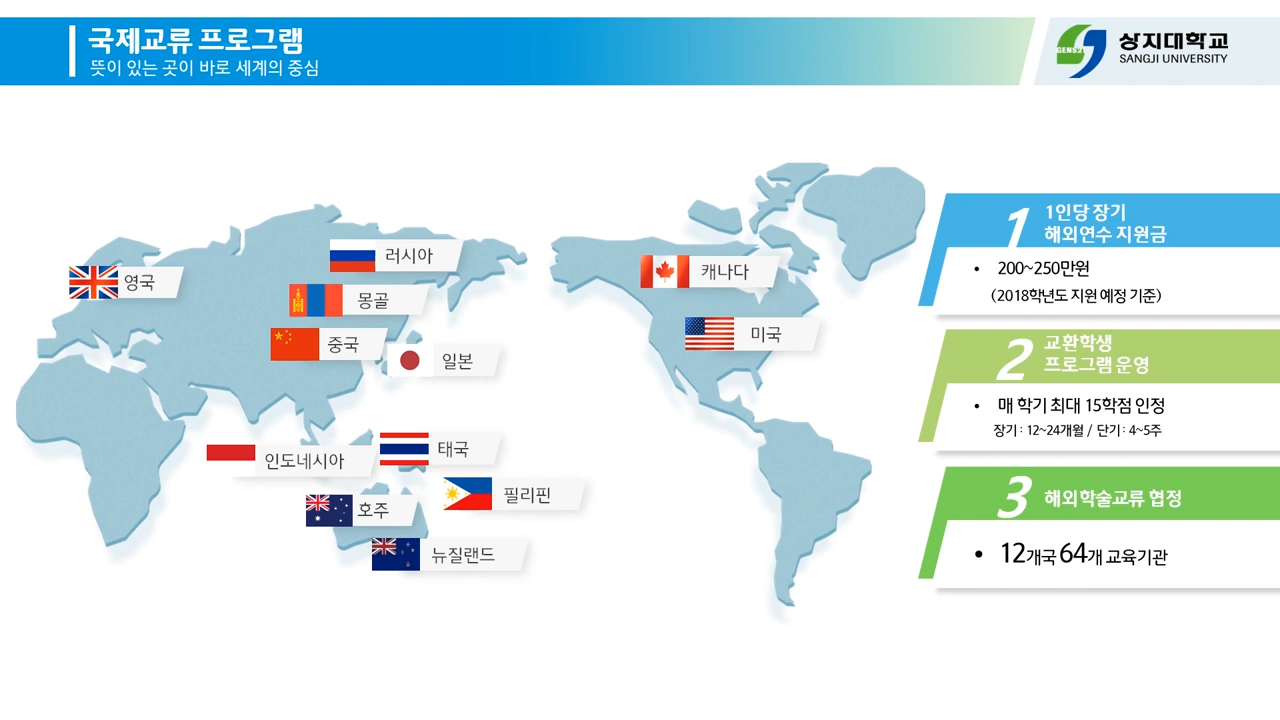 국제교류 프로그램
뜻이 있는 곳이 바로 세계의 중심
GENS21
상지대학교
SANGJI UNIVERSITY
영국
러시아
몽골
중국
일본
인도네시아
태국
필리핀
호주
뉴질랜드
캐나다
미국
1
1인당 장기
해외연수 지원금
• 200~250만원
(2018학년도 지원 예정 기준)
2
교환학생
프로그램 운영
• 매 학기 최대 15학점 인정
장기 : 12~24개월 / 단기 : 4~5주
3
해외학술교류 협정
• 12개국 64개 교육기관